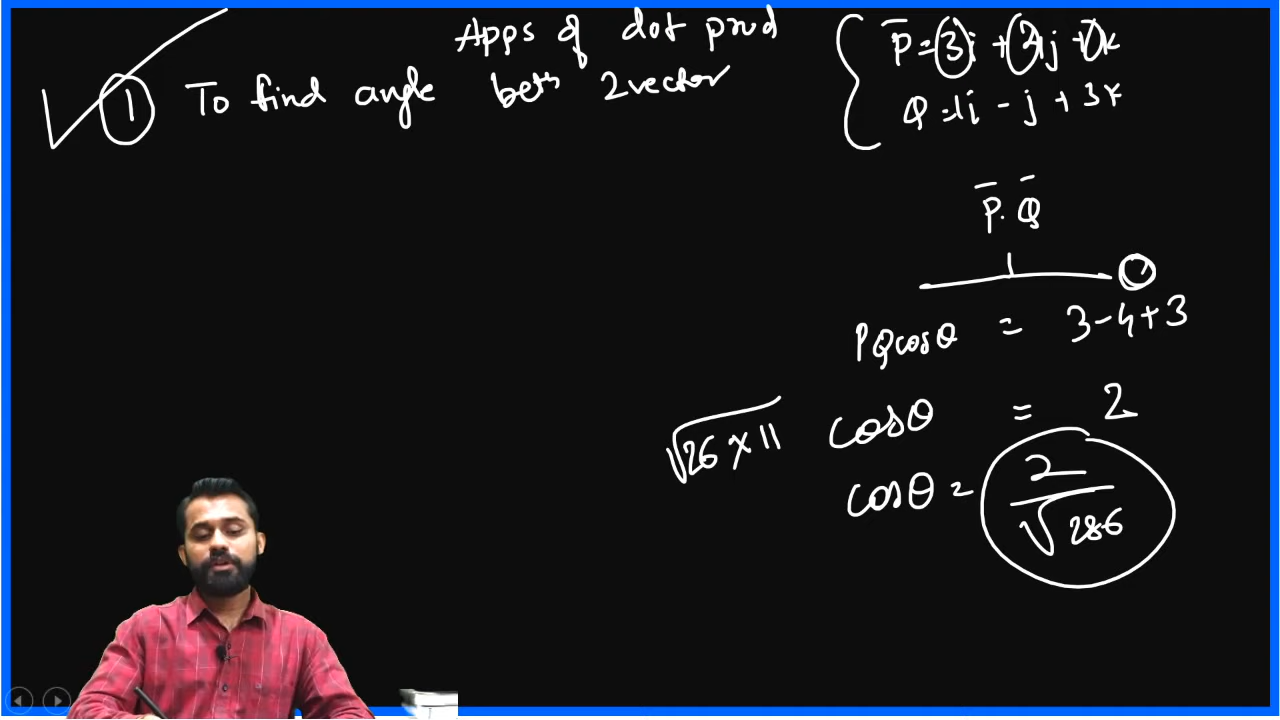 Apps of dot prod
① To find angle betn 2 vector
P̅ = 3i + 4j + 1k
Q = 1i - j + 3k
P̅ . Q̅
PQcosθ = 3-4+3
√26 x 11 cosθ = 2
cosθ = 2/√286